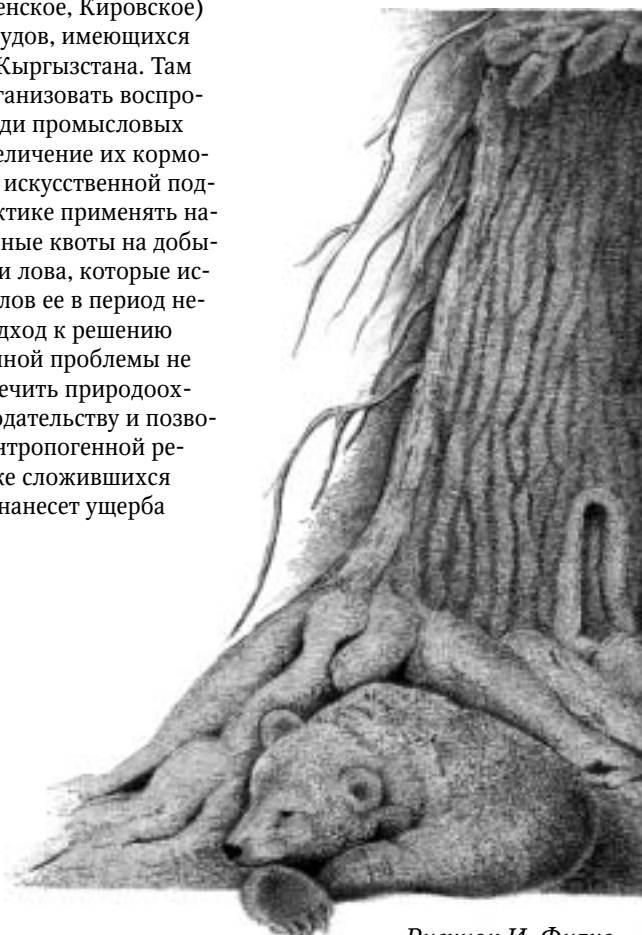 енское, Кировское)
удов, имеющихся
Кыргызстана. Там
ганизовать воспро-
ди промысловых
еличение их кормо-
искусственной под-
ктике применять на-
ные квоты на добы-
и лова, которые ис-
лов ее в период не-
дход к решению
нной проблемы не
ечить природоох-
одательству и позво-
нтропогенной ре-
же сложившихся
нанесет ущерба
Рисунок И. Филпс